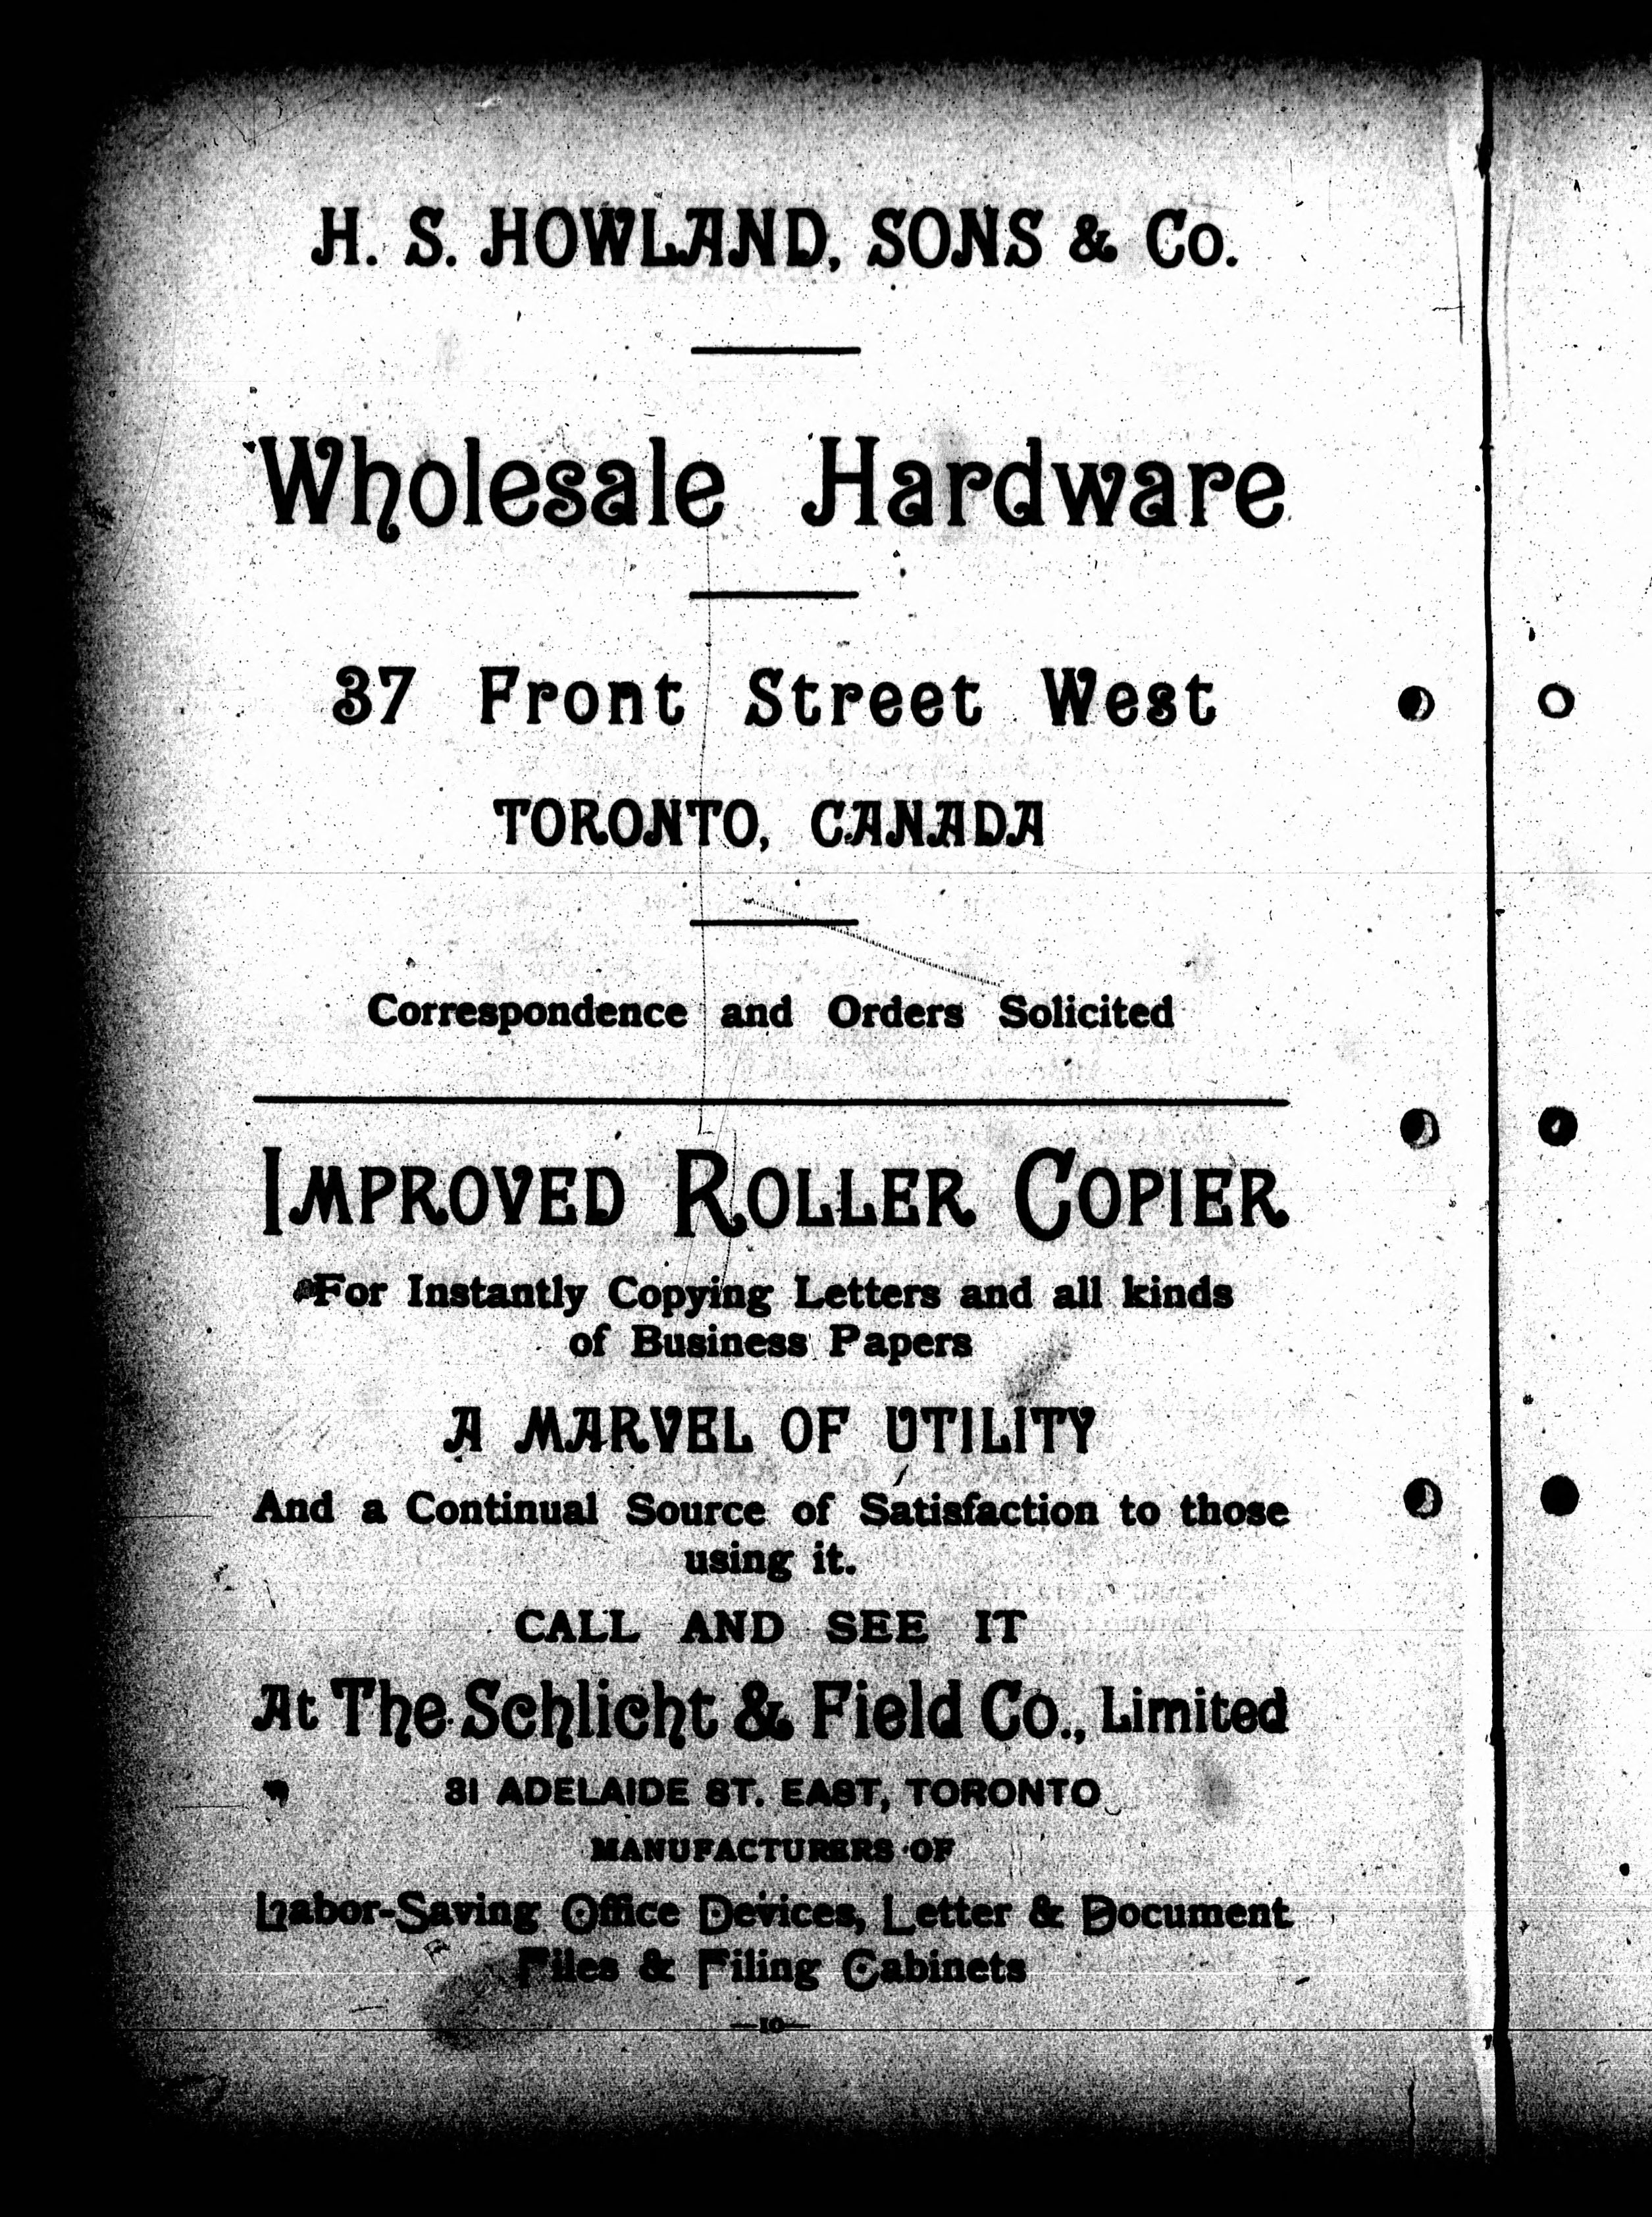 H. S. HOWLAND, SONS & Co.
Wholesale Hardware
37 Front Street West
TORONTO, CANADA
Correspondence and Orders Solicited
IMPROVED ROLLER COPIER
For Instantly Copying Letters and all kinds
of Business Papers
A MARVEL OF UTILITY
And a Continual Source of Satisfaction to those
using it.
CALL AND SEE IT
At The Schlicht & Field Co., Limited
31 ADELAIDE ST. EAST, TORONTO
MANUFACTURERS OF
Labor-Saving Office Devices, Letter & Document
Files & Filing Cabinets
—10—